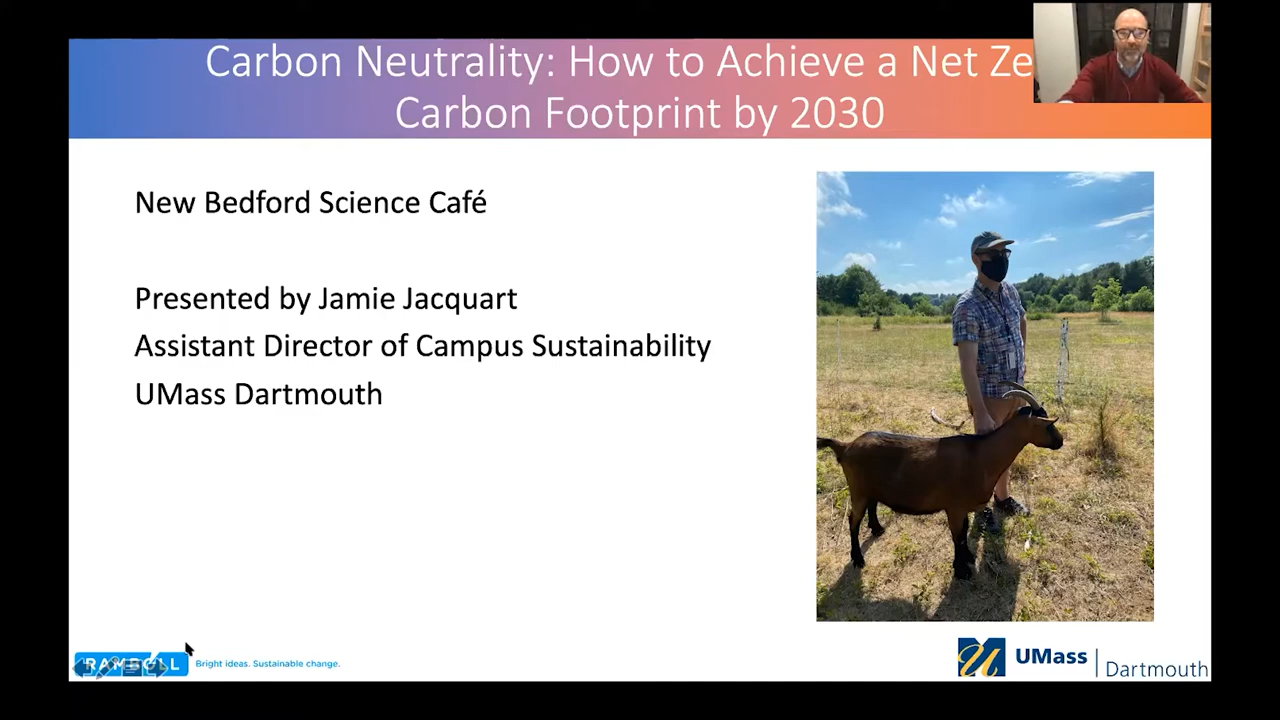 Carbon Neutrality: How to Achieve a Net Ze
Carbon Footprint by 2030
New Bedford Science Café
Presented by Jamie Jacquart
Assistant Director of Campus Sustainability
UMass Dartmouth
RAMBOLL Bright ideas. Sustainable change.
UMass Dartmouth